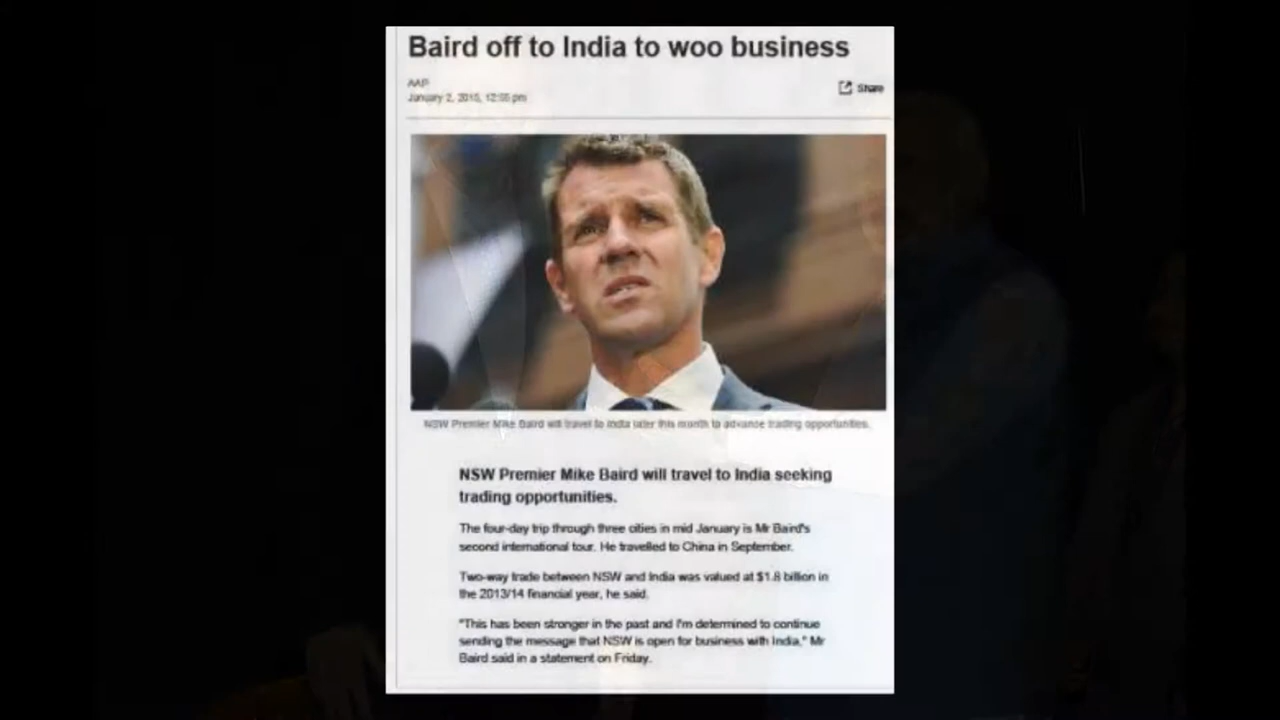 Baird off to India to woo business
AAP
January 2, 2015, 12:55 pm
Share
NSW Premier Mike Baird will travel to India later this month to advance trading opportunities.
NSW Premier Mike Baird will travel to India seeking
trading opportunities.
The four-day trip through three cities in mid January is Mr Baird's
second international tour. He travelled to China in September.
Two-way trade between NSW and India was valued at $1.8 billion in
the 2013/14 financial year, he said.
"This has been stronger in the past and I'm determined to continue
sending the message that NSW is open for business with India," Mr
Baird said in a statement on Friday.